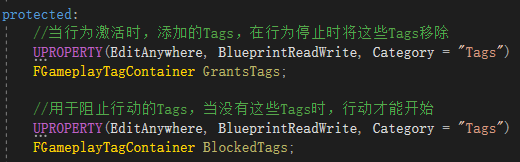 protected:
//当行为激活时，添加的Tags，在行为停止时将这些Tags移除
UPROPERTY(EditAnywhere, BlueprintReadWrite, Category = "Tags")
FGameplayTagContainer GrantsTags;
//用于阻止行动的Tags，当没有这些Tags时，行动才能开始
UPROPERTY(EditAnywhere, BlueprintReadWrite, Category = "Tags")
FGameplayTagContainer BlockedTags;